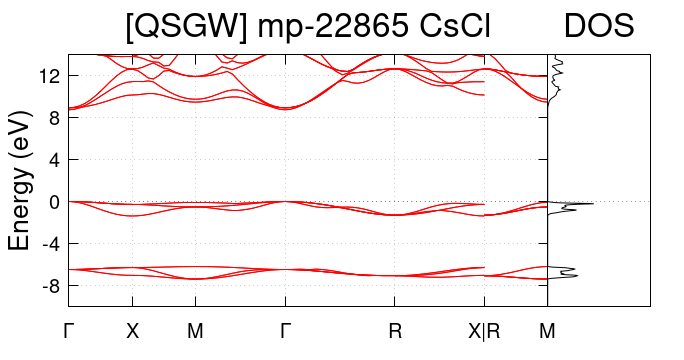 [QSGW] mp-22865 CsCl
DOS
Energy (eV)
12
8
4
0
-4
-8
Γ X M Γ R X|R M